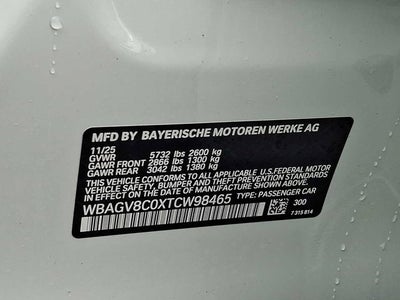 MFD BY BAYERISCHE MOTOREN WERKE AG
11/25
GVWR 5732 lbs 2600 kg
GAWR FRONT 2866 lbs 1300 kg
GAWR REAR 3042 lbs 1380 kg
THIS VEHICLE CONFORMS TO ALL APPLICABLE U.S.FEDERAL MOTOR
VEHICLE SAFETY, BUMPER, AND THEFT PREVENTION STANDARDS
IN EFFECT ON THE DATE OF MANUFACTURE SHOWN ABOVE.
WBAGV8C0XTCW98465 TYPE: PASSENGER CAR
300
7 315 814